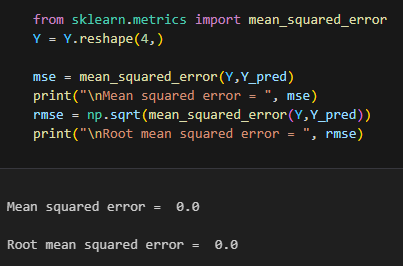 from sklearn.metrics import mean_squared_error
Y = Y.reshape(4,)
mse = mean_squared_error(Y,Y_pred)
print("\nMean squared error = ", mse)
rmse = np.sqrt(mean_squared_error(Y,Y_pred))
print("\nRoot mean squared error = ", rmse)
Mean squared error =  0.0
Root mean squared error =  0.0